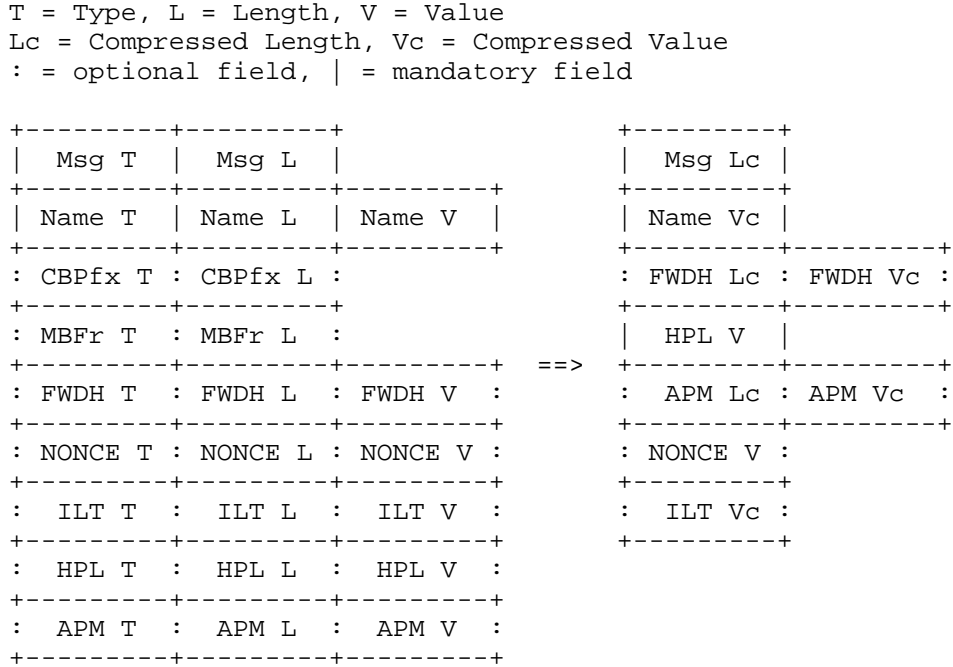 T = Type, L = Length, V = Value
Lc = Compressed Length, Vc = Compressed Value
: = optional field, | = mandatory field

+---------+---------+                 +---------+
|  Msg T  |  Msg L  |                 |  Msg Lc |
+---------+---------+---------+       +---------+
| Name T  | Name L  | Name V  |       | Name Vc |
+---------+---------+---------+       +---------+---------+
: CBPfx T : CBPfx L :                 : FWDH Lc : FWDH Vc :
+---------+---------+                 +---------+---------+
: MBFr T  : MBFr L  :                 |  HPL V  |
+---------+---------+---------+  ==>  +---------+---------+
: FWDH T  : FWDH L  : FWDH V  :       :  APM Lc : APM Vc  :
+---------+---------+---------+       +---------+---------+
: NONCE T : NONCE L : NONCE V :       : NONCE V :
+---------+---------+---------+       +---------+
:  ILT T  :  ILT L  :  ILT V  :       :  ILT Vc :
+---------+---------+---------+       +---------+
:  HPL T  :  HPL L  :  HPL V  :
+---------+---------+---------+
:  APM T  :  APM L  :  APM V  :
+---------+---------+---------+